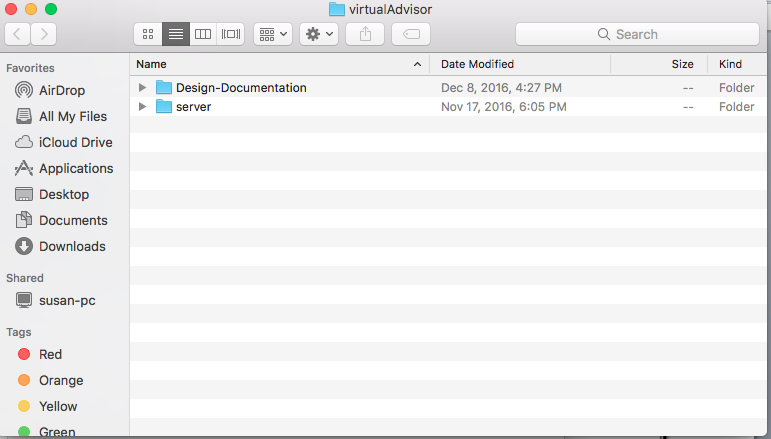 virtualAdvisor
Search
Favorites
AirDrop
All My Files
iCloud Drive
Applications
Desktop
Documents
Downloads
Shared
susan-pc
Tags
Red
Orange
Yellow
Green
Name Date Modified Size Kind
Design-Documentation Dec 8, 2016, 4:27 PM -- Folder
server Nov 17, 2016, 6:05 PM -- Folder